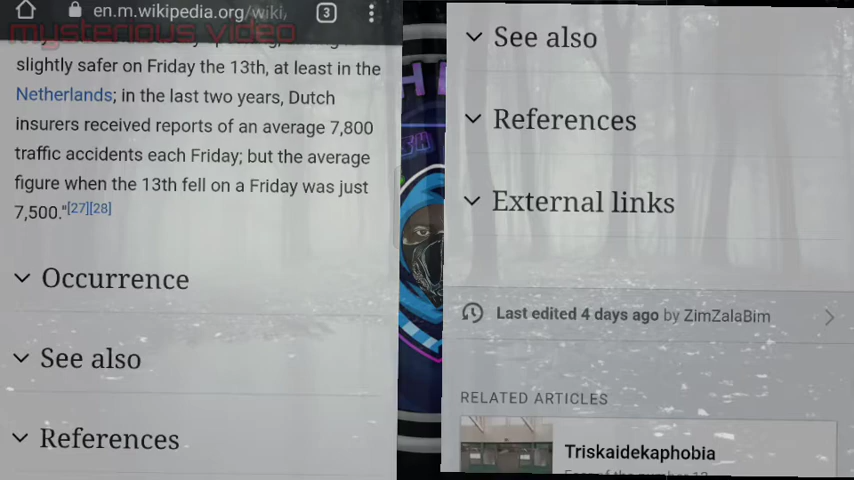 en.m.wikipedia.org/wiki,
3
mysterious video
slightly safer on Friday the 13th, at least in the
Netherlands; in the last two years, Dutch
insurers received reports of an average 7,800
traffic accidents each Friday; but the average
figure when the 13th fell on a Friday was just
7,500."[27][28]
Occurrence
See also
References
See also
References
External links
Last edited 4 days ago by ZimZalaBim
RELATED ARTICLES
Triskaidekaphobia